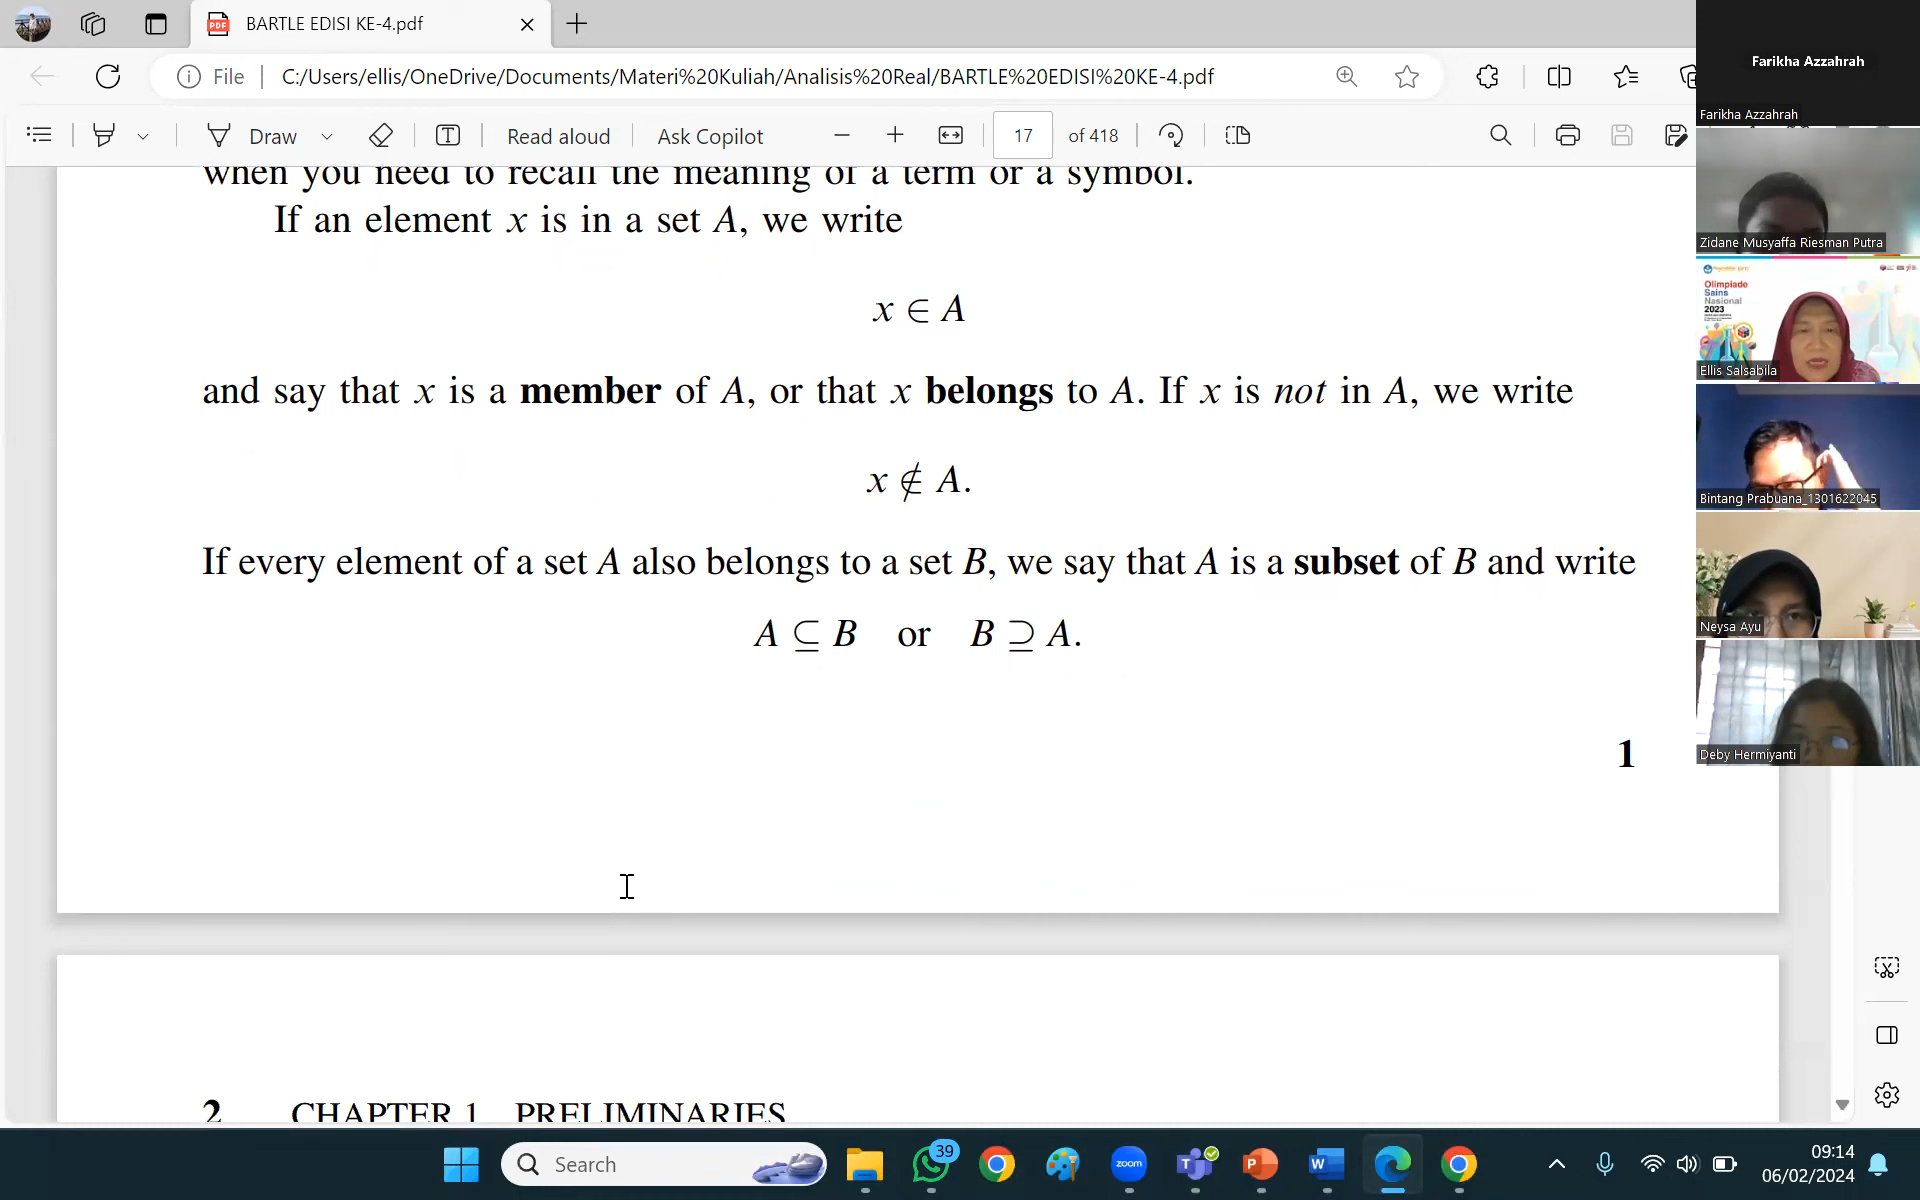 BARTLE EDISI KE-4.pdf
File
C:/Users/ellis/OneDrive/Documents/Materi%20Kuliah/Analisis%20Real/BARTLE%20EDISI%20KE-4.pdf
Draw
Read aloud
Ask Copilot
17 of 418
when you need to recall the meaning of a term or a symbol.
If an element x is in a set A, we write
x ∈ A
and say that x is a member of A, or that x belongs to A. If x is not in A, we write
x ∉ A.
If every element of a set A also belongs to a set B, we say that A is a subset of B and write
A ⊆ B or B ⊇ A.
1
2 CHAPTER 1 PRELIMINARIES
Farikha Azzahrah
Farikha Azzahrah
Zidane Musyaffa Riesman Putra
Olimpiade
Sains
Nasional
2023
Ellis Salsabila
Bintang Prabuana_1301622045
Neysa Ayu
Deby Hermiyanti
Search
39
zoom
09:14
06/02/2024